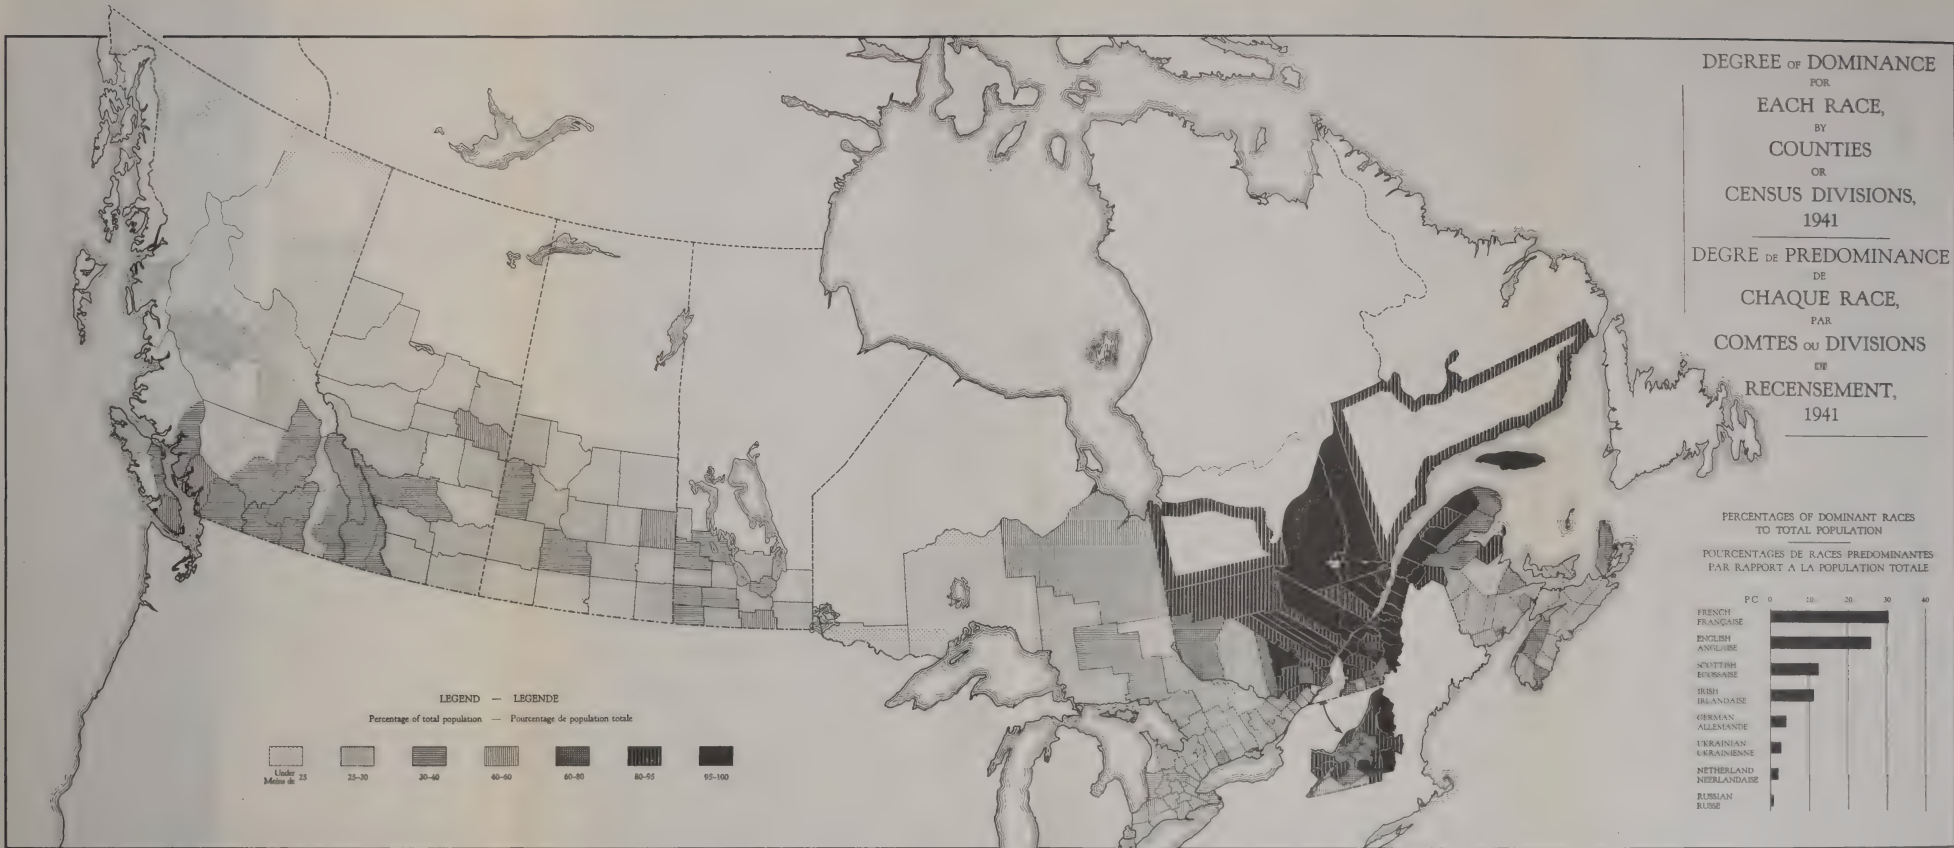 DEGREE OF DOMINANCE
FOR
EACH RACE,
BY
COUNTIES
OR
CENSUS DIVISIONS,
1941
DEGRE DE PREDOMINANCE
DE
CHAQUE RACE,
PAR
COMTES OU DIVISIONS
DE
RECENSEMENT,
1941
PERCENTAGES OF DOMINANT RACES
TO TOTAL POPULATION
POURCENTAGES DE RACES PREDOMINANTES
PAR RAPPORT A LA POPULATION TOTALE
PC 0 10 20 30 40
FRENCH
FRANÇAISE
ENGLISH
ANGLAISE
SCOTTISH
ECOSSAISE
IRISH
IRLANDAISE
GERMAN
ALLEMANDE
UKRAINIAN
UKRAINIENNE
NETHERLAND
NEERLANDAISE
RUSSIAN
RUSSE
LEGEND — LEGENDE
Percentage of total population — Pourcentage de population totale
Under
Moins de 25
25-30
30-40
40-60
60-80
80-95
95-100